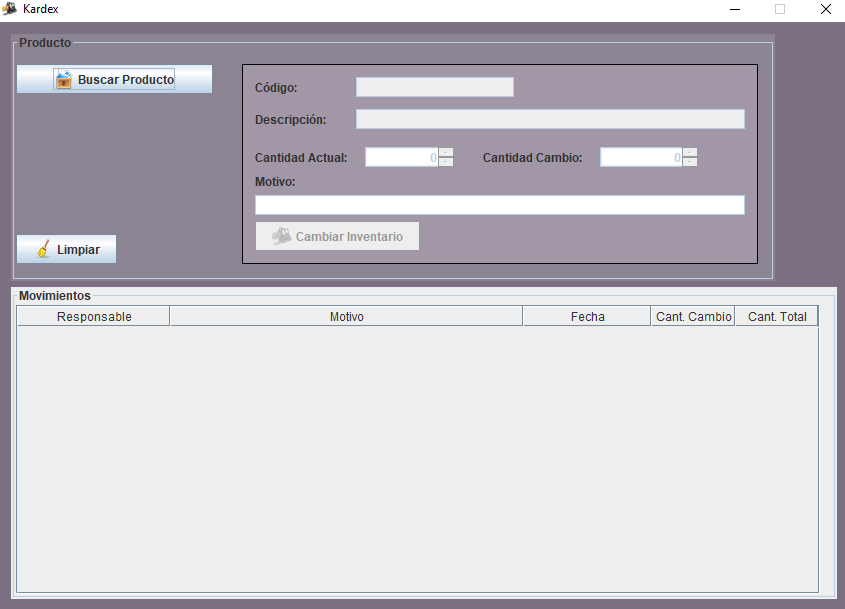 Kardex
Producto
Buscar Producto
Código:
Descripción:
Cantidad Actual: 0 Cantidad Cambio: 0
Motivo:
Cambiar Inventario
Limpiar
Movimientos
Responsable Motivo Fecha Cant. Cambio Cant. Total